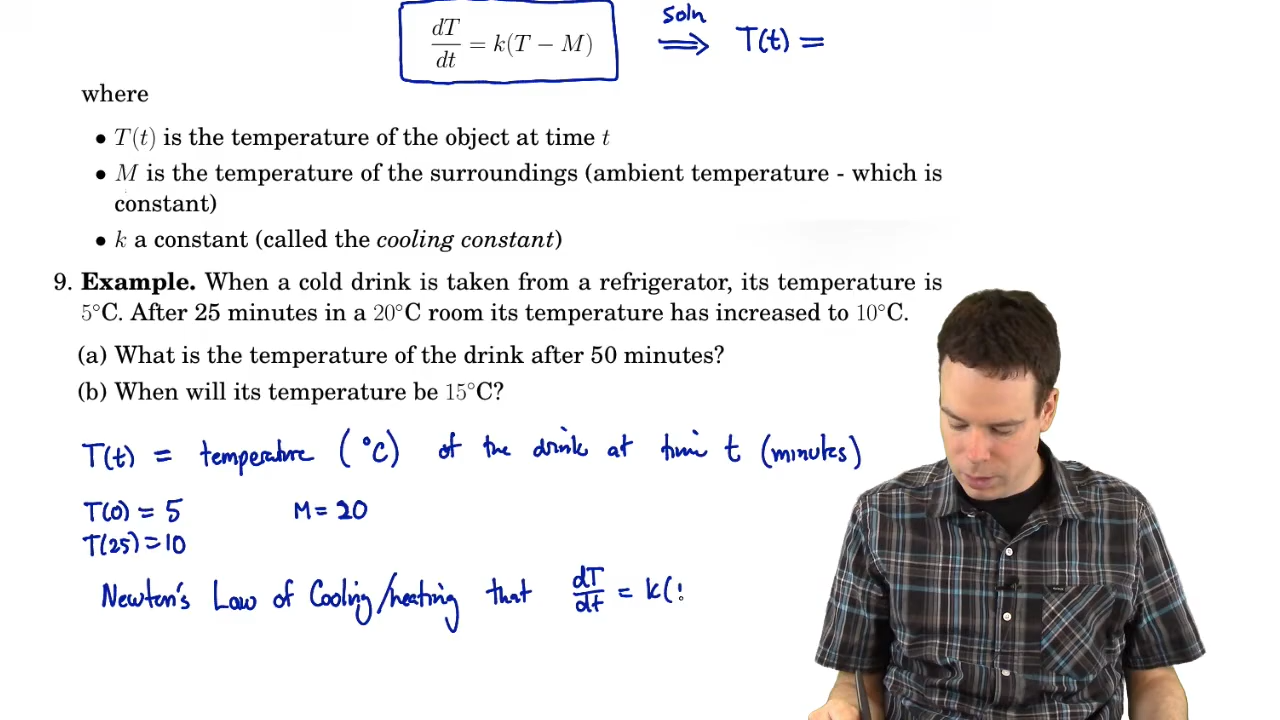 dT/dt = k(T − M) soln ⟹ T(t) =
where
• T(t) is the temperature of the object at time t
• M is the temperature of the surroundings (ambient temperature - which is
constant)
• k a constant (called the cooling constant)
9. Example. When a cold drink is taken from a refrigerator, its temperature is
5°C. After 25 minutes in a 20°C room its temperature has increased to 10°C.
(a) What is the temperature of the drink after 50 minutes?
(b) When will its temperature be 15°C?
T(t) = temperature (°C) of the drink at time t (minutes)
T(0) = 5 M = 20
T(25) = 10
Newton's Law of Cooling/heating that dT/dt = k(